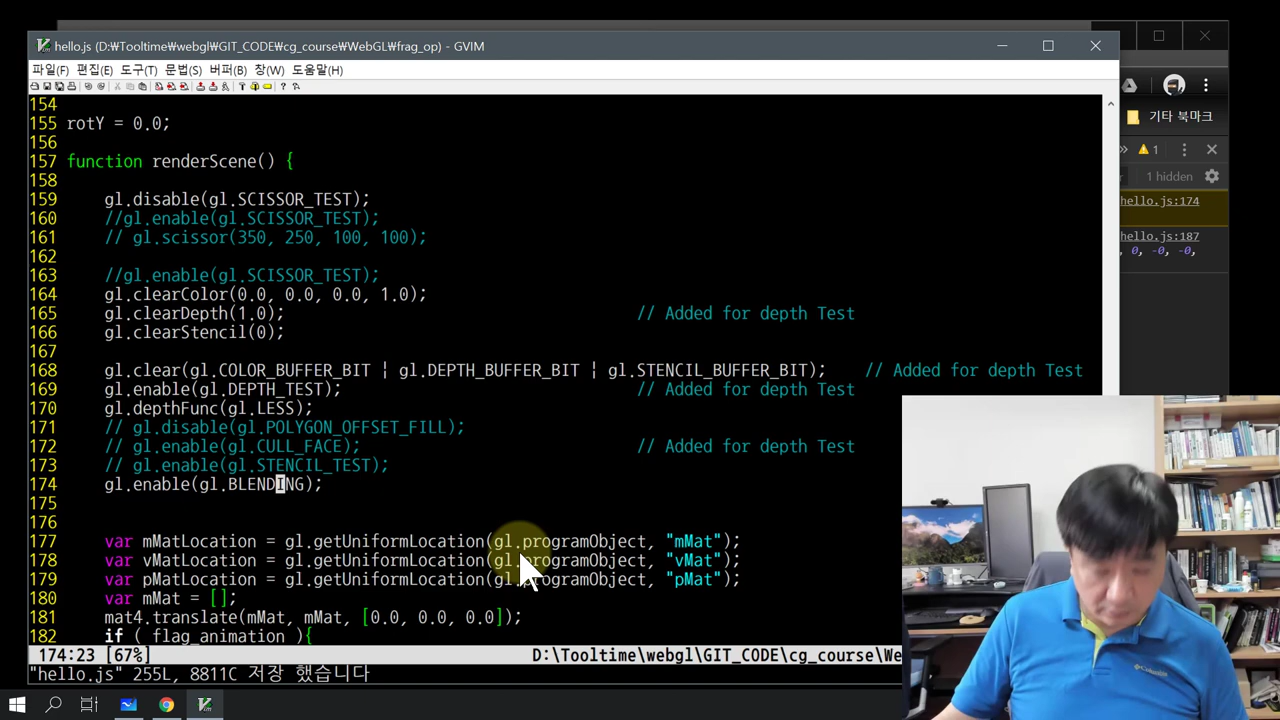 hello.js (D:₩Tooltime₩webgl₩GIT_CODE₩cg_course₩WebGL₩frag_op) - GVIM
파일(F) 편집(E) 도구(T) 문법(S) 버퍼(B) 창(W) 도움말(H)
기타 북마크
1
1 hidden
hello.js:174
hello.js:187
, 0, -0, -0,
154
155 rotY = 0.0;
156
157 function renderScene() {
158
159     gl.disable(gl.SCISSOR_TEST);
160     //gl.enable(gl.SCISSOR_TEST);
161     // gl.scissor(350, 250, 100, 100);
162
163     //gl.enable(gl.SCISSOR_TEST);
164     gl.clearColor(0.0, 0.0, 0.0, 1.0);
165     gl.clearDepth(1.0); // Added for depth Test
166     gl.clearStencil(0);
167
168     gl.clear(gl.COLOR_BUFFER_BIT | gl.DEPTH_BUFFER_BIT | gl.STENCIL_BUFFER_BIT); // Added for depth Test
169     gl.enable(gl.DEPTH_TEST); // Added for depth Test
170     gl.depthFunc(gl.LESS);
171     // gl.disable(gl.POLYGON_OFFSET_FILL);
172     // gl.enable(gl.CULL_FACE); // Added for depth Test
173     // gl.enable(gl.STENCIL_TEST);
174     gl.enable(gl.BLENDING);
175
176
177     var mMatLocation = gl.getUniformLocation(gl.programObject, "mMat");
178     var vMatLocation = gl.getUniformLocation(gl.programObject, "vMat");
179     var pMatLocation = gl.getUniformLocation(gl.programObject, "pMat");
180     var mMat = [];
181     mat4.translate(mMat, mMat, [0.0, 0.0, 0.0]);
182     if ( flag_animation ){
174:23 [67%] D:\Tooltime\webgl\GIT_CODE\cg_course\We
"hello.js" 255L, 8811C 저장 했습니다
Columbia